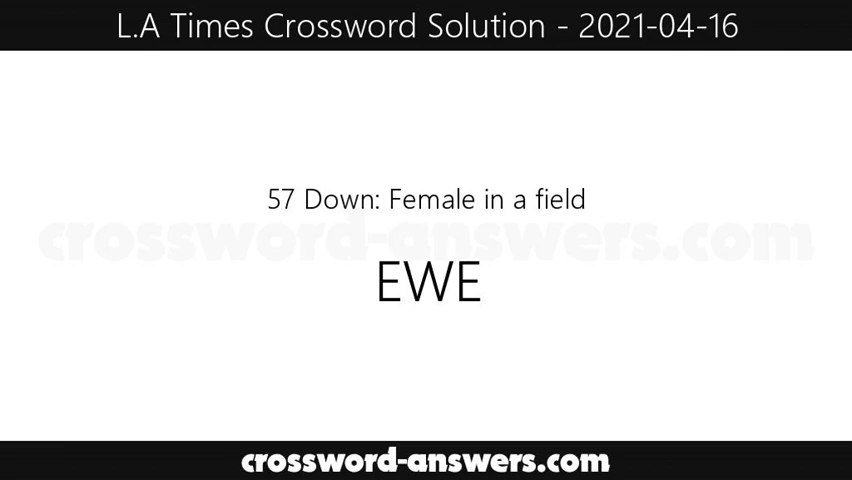 L.A Times Crossword Solution - 2021-04-16
57 Down: Female in a field
crossword-answers.com
EWE
crossword-answers.com